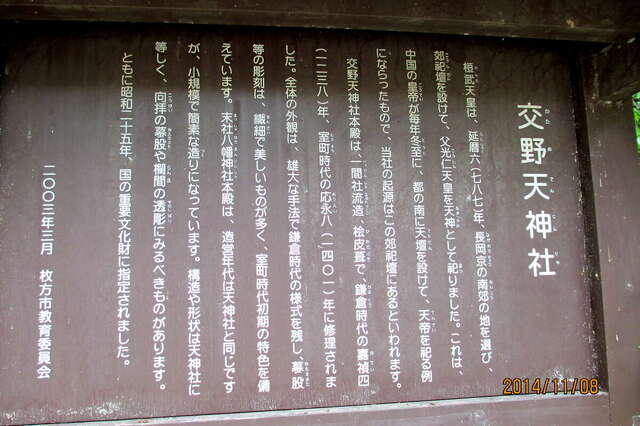 交野天神社
桓武天皇は、延暦六(七八七)年、長岡京の南郊の地を選び、
郊祀壇を設けて、父光仁天皇を天神として祀りました。これは、
中国の皇帝が毎年冬至に、都の南に天壇を設けて、天帝を祀る例
にならったもので、当社の起源はこの郊祀壇にあるといわれます。
交野天神社本殿は、一間社流造、桧皮葺で、鎌倉時代の嘉禎四
(一二三八)年、室町時代の応永八(一四〇一)年に修理されま
した。全体の外観は、雄大な手法で鎌倉時代の様式を残し、蟇股
等の彫刻は、繊細で美しいものが多く、室町時代初期の特色を備
えています。末社八幡神社本殿は、造営年代は天神社と同じです
が、小規模で簡素な造りになっています。構造や形状は天神社に
等しく、向拝の蟇股や欄間の透彫にみるべきものがあります。
ともに昭和二十五年、国の重要文化財に指定されました。
二〇〇三年三月 枚方市教育委員会
2014/11/08